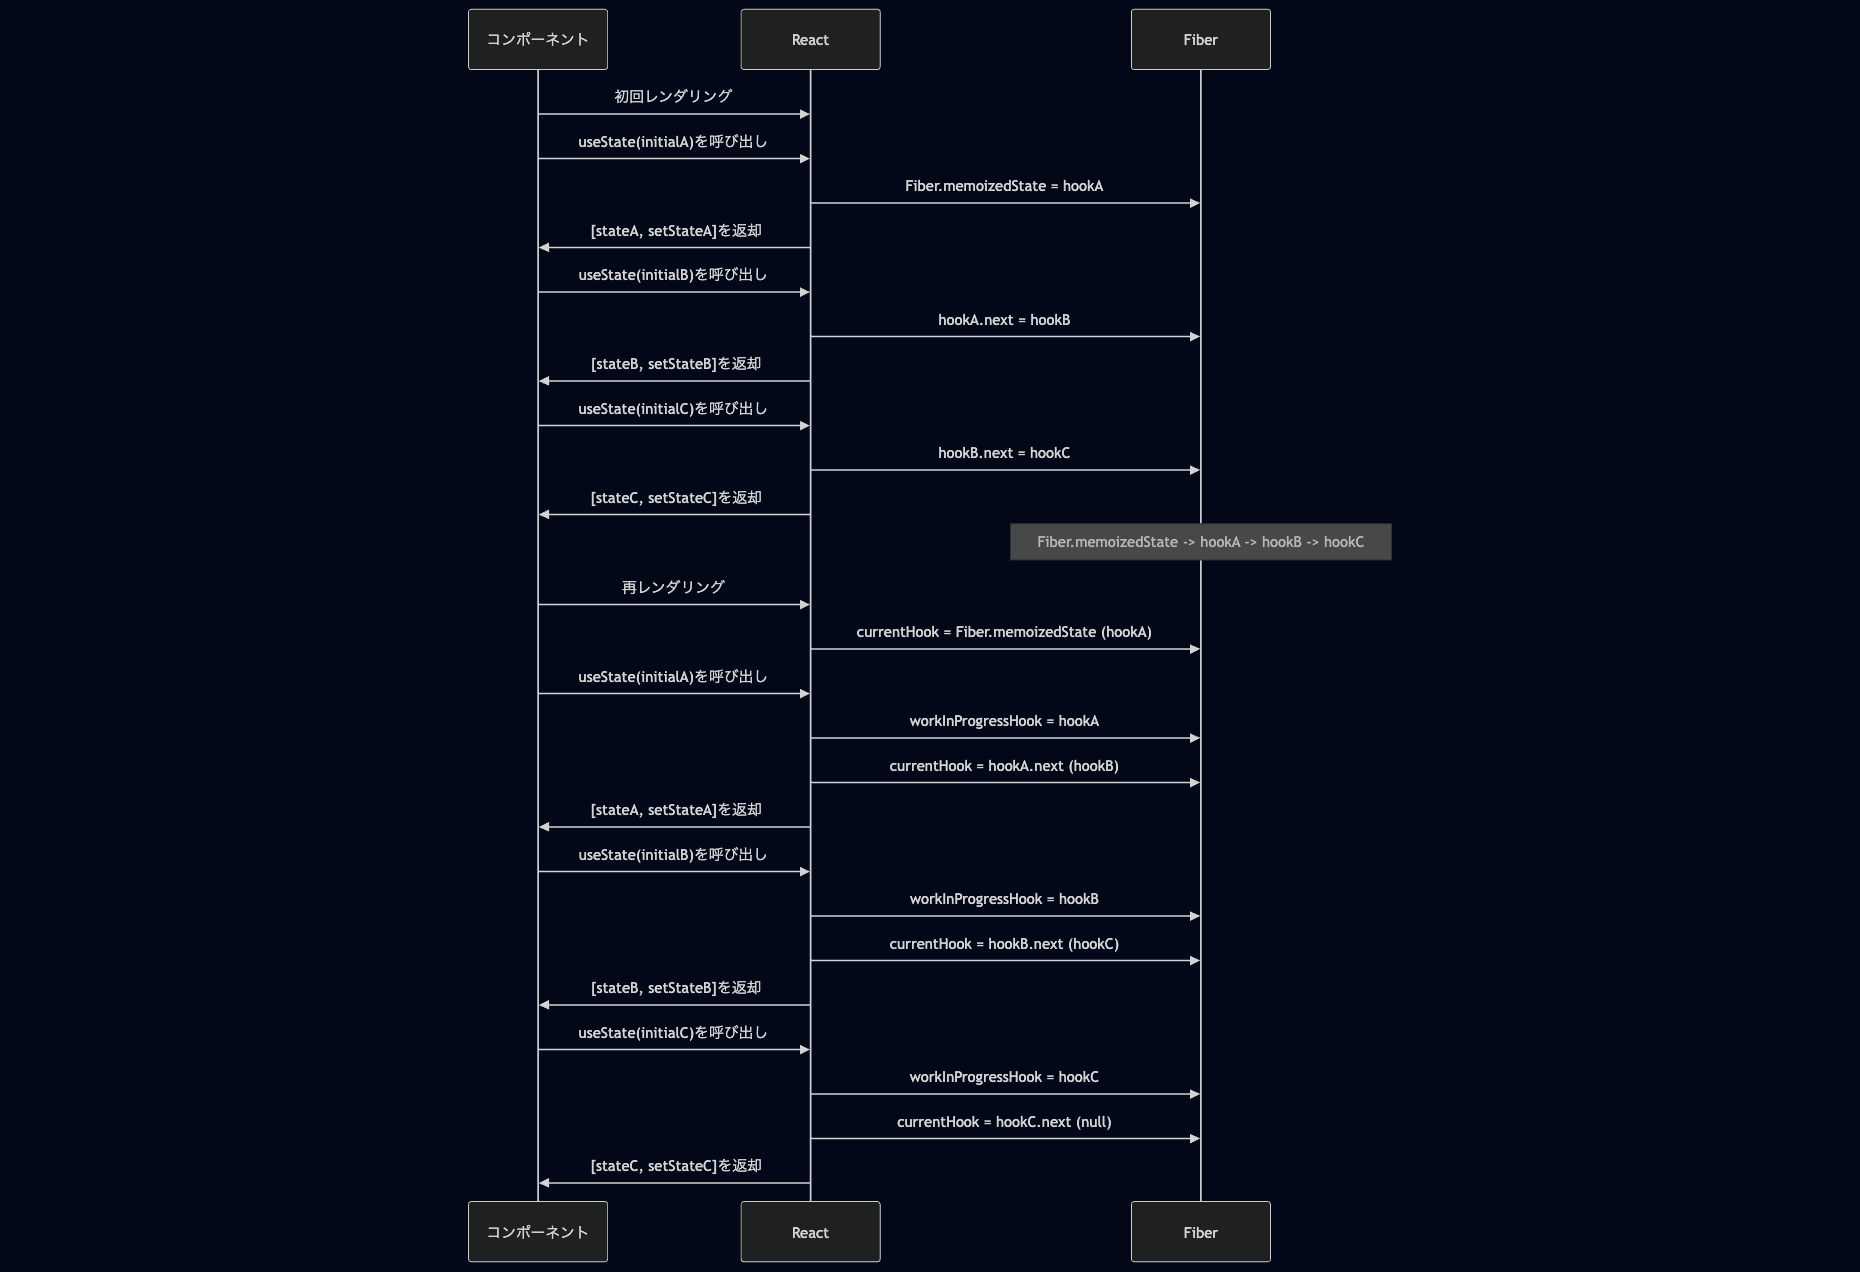 コンポーネント
React
Fiber
初回レンダリング
useState(initialA)を呼び出し
Fiber.memoizedState = hookA
[stateA, setStateA]を返却
useState(initialB)を呼び出し
hookA.next = hookB
[stateB, setStateB]を返却
useState(initialC)を呼び出し
hookB.next = hookC
[stateC, setStateC]を返却
Fiber.memoizedState -> hookA -> hookB -> hookC
再レンダリング
currentHook = Fiber.memoizedState (hookA)
useState(initialA)を呼び出し
workInProgressHook = hookA
currentHook = hookA.next (hookB)
[stateA, setStateA]を返却
useState(initialB)を呼び出し
workInProgressHook = hookB
currentHook = hookB.next (hookC)
[stateB, setStateB]を返却
useState(initialC)を呼び出し
workInProgressHook = hookC
currentHook = hookC.next (null)
[stateC, setStateC]を返却
コンポーネント
React
Fiber